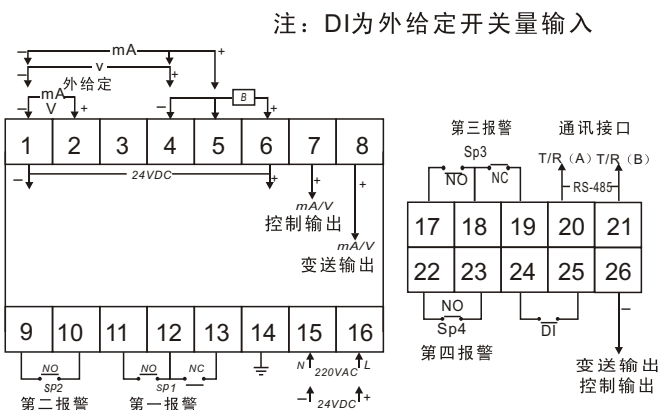 注：DI为外给定开关量输入
− mA +
− v +
外给定
− mA V +
− B +
1 2 3 4 5 6 7 8
− 24VDC +
+ +
mA/V
控制输出
mA/V
变送输出
第三报警 通讯接口
Sp3 T/R（A） T/R（B）
NO NC RS-485
17 18 19 20 21
22 23 24 25 26
NO −
Sp4 DI
第四报警
变送输出
控制输出
9 10 11 12 13 14 15 16
NO NO NC N 220VAC L
sp2 sp1
第二报警 第一报警 − 24VDC +